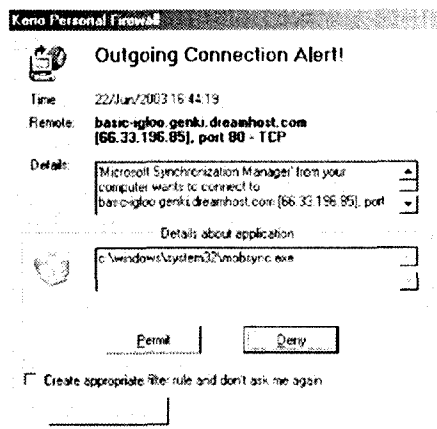 Kerio Personal Firewall
Outgoing Connection Alert!
Time 22/Jun/2003 16:44:19
Remote: basic-igloo.genki.dreamhost.com
[66.33.196.85], port 80 - TCP
Details: 'Microsoft Synchronization Manager' from your
computer wants to connect to
basic-igloo.genki.dreamhost.com [66.33.196.85], port
Details about application
c:\windows\system32\mobsync.exe
Permit Deny
Create appropriate filter rule and don't ask me again